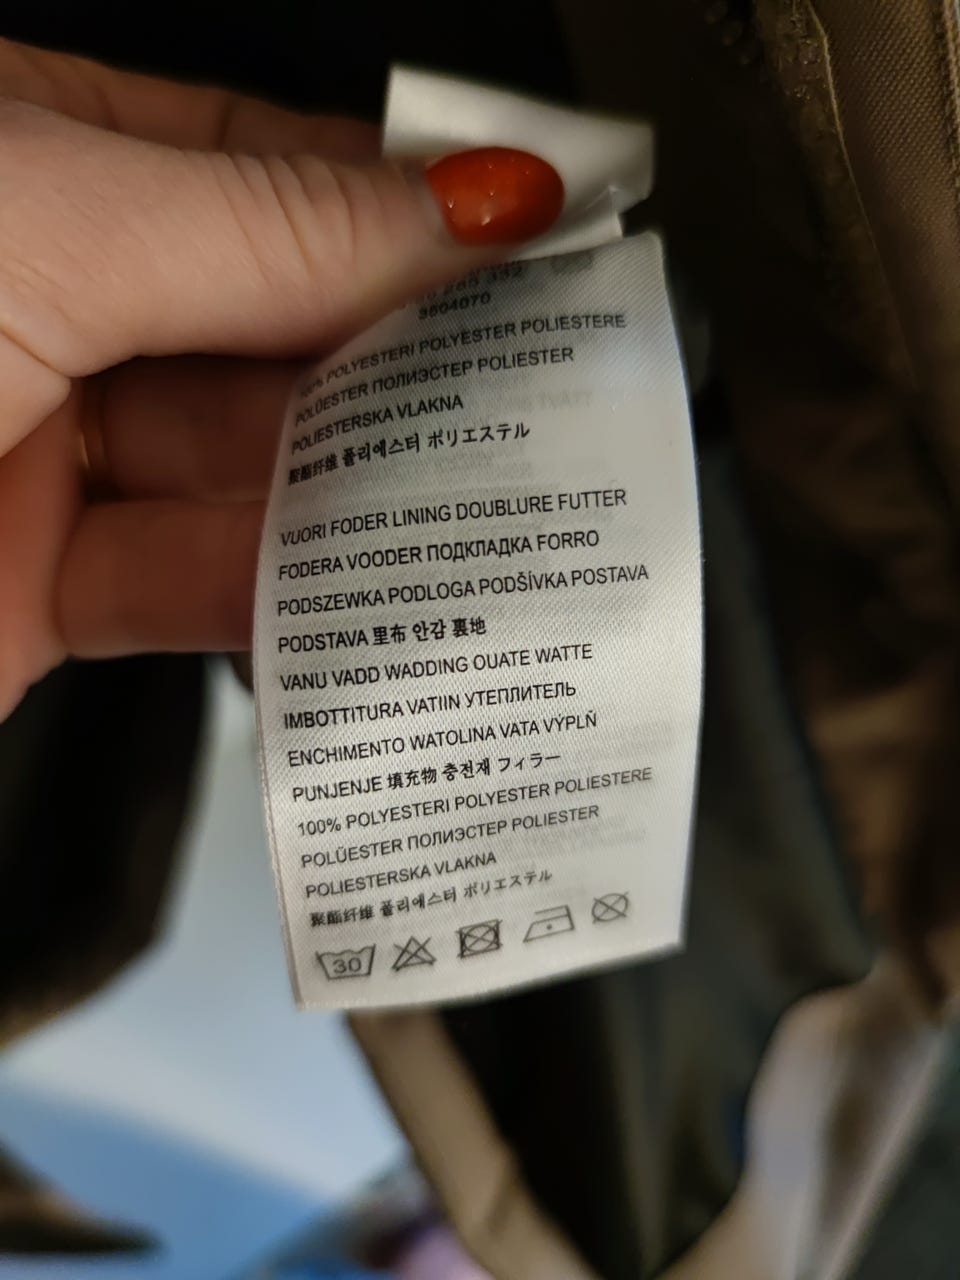 3604070
100% POLYESTERI POLYESTER POLIESTERE
POLÜESTER ПОЛИЭСТЕР POLIESTER
POLIESTERSKA VLAKNA
聚酯纤维 폴리에스터 ポリエステル
VUORI FODER LINING DOUBLURE FUTTER
FODERA VOODER ПОДКЛАДКА FORRO
PODSZEWKA PODLOGA PODŠÍVKA POSTAVA
PODSTAVA 里布 안감 裏地
VANU VADD WADDING OUATE WATTE
IMBOTTITURA VATIIN УТЕПЛИТЕЛЬ
ENCHIMENTO WATOLINA VATA VÝPLŇ
PUNJENJE 填充物 충전재 フィラー
100% POLYESTERI POLYESTER POLIESTERE
POLÜESTER ПОЛИЭСТЕР POLIESTER
POLIESTERSKA VLAKNA
聚酯纤维 폴리에스터 ポリエステル
30